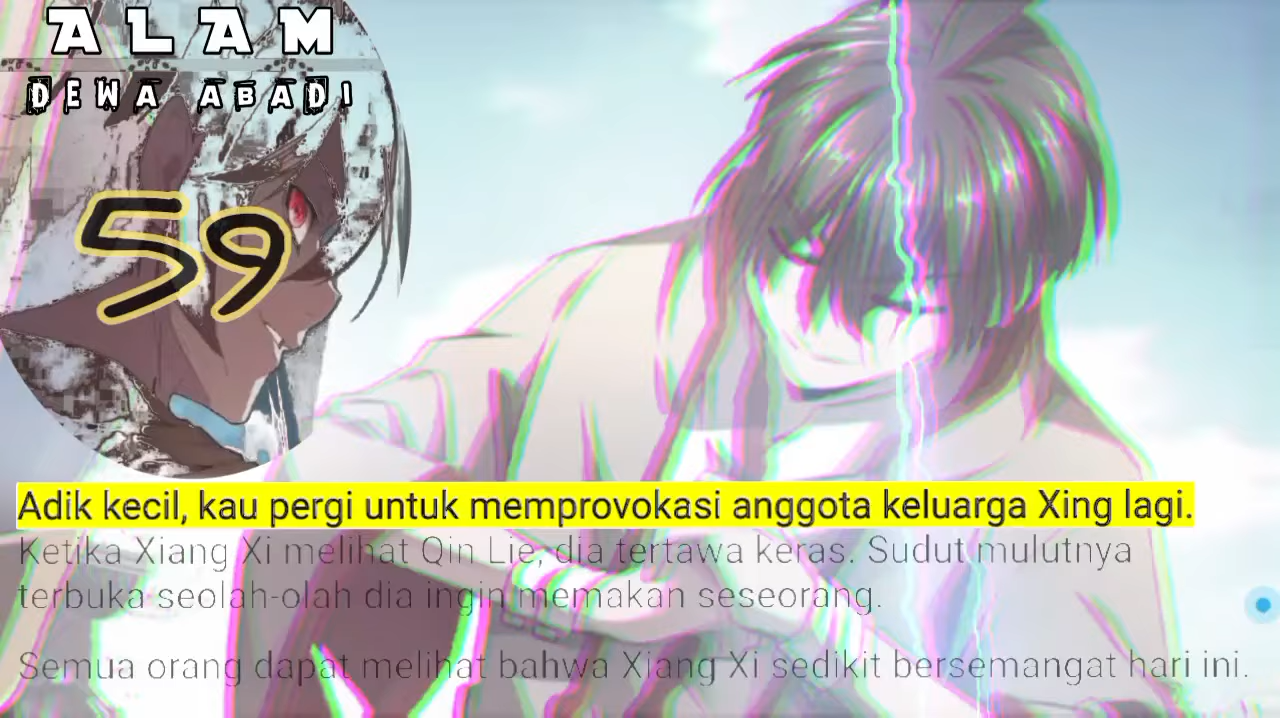 ALAM
DEWA ABADI
59
Adik kecil, kau pergi untuk memprovokasi anggota keluarga Xing lagi.
Ketika Xiang Xi melihat Qin Lie, dia tertawa keras. Sudut mulutnya
terbuka seolah-olah dia ingin memakan seseorang.
Semua orang dapat melihat bahwa Xiang Xi sedikit bersemangat hari ini.